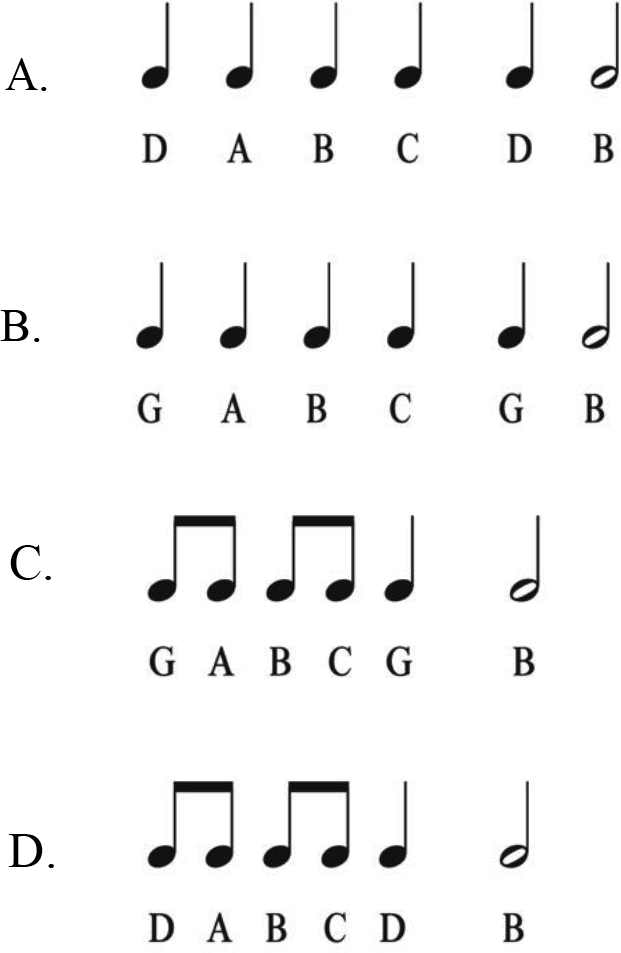 A.
D A B C D B
B.
G A B C G B
C.
G A B C G B
D.
D A B C D B